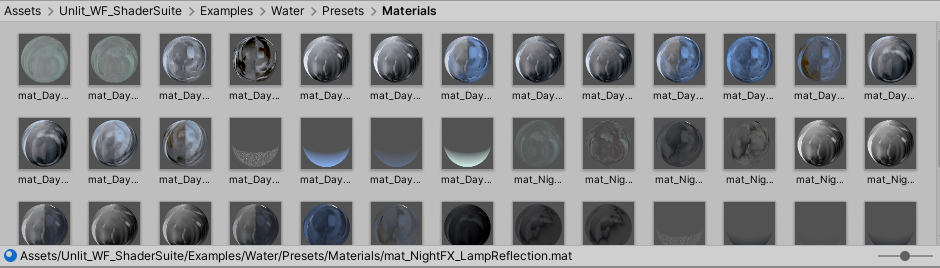 Assets > Unlit_WF_ShaderSuite > Examples > Water > Presets > Materials
mat_Day... mat_Day... mat_Day... mat_Day... mat_Day... mat_Day... mat_Day... mat_Day... mat_Day... mat_Day... mat_Day... mat_Day... mat_Day...
mat_Day... mat_Day... mat_Day... mat_Day... mat_Day... mat_Day... mat_Day... mat_Nig... mat_Nig... mat_Nig... mat_Nig... mat_Nig... mat_Nig...
Assets/Unlit_WF_ShaderSuite/Examples/Water/Presets/Materials/mat_NightFX_LampReflection.mat